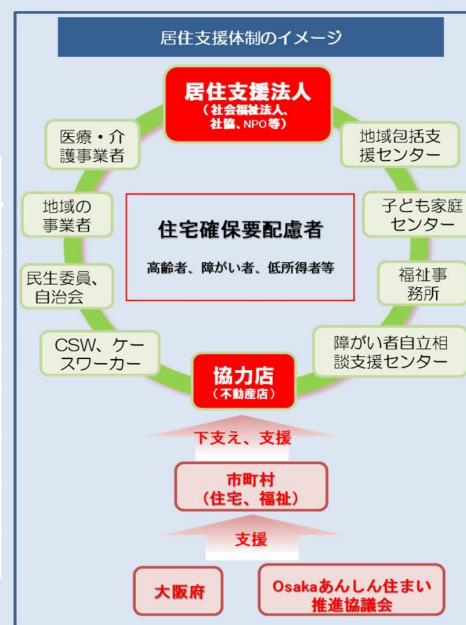 居住支援体制のイメージ
居住支援法人
(社会福祉法人、
社協、NPO等)
医療・介
護事業者
地域包括支
援センター
地域の
事業者
子ども家庭
センター
住宅確保要配慮者
高齢者、障がい者、低所得者等
民生委員、
自治会
福祉事
務所
CSW、ケー
スワーカー
障がい者自立相
談支援センター
協力店
(不動産店)
下支え、支援
市町村
(住宅、福祉)
支援
大阪府
Osakaあんしん住まい
推進協議会